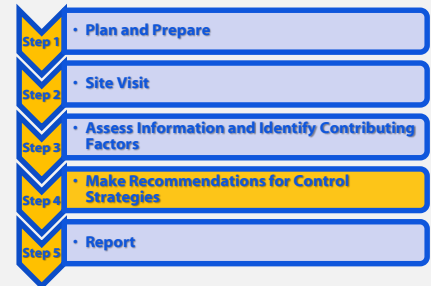 Step 1
• Plan and Prepare
Step 2
• Site Visit
Step 3
• Assess Information and Identify Contributing
Factors
Step 4
• Make Recommendations for Control
Strategies
Step 5
• Report